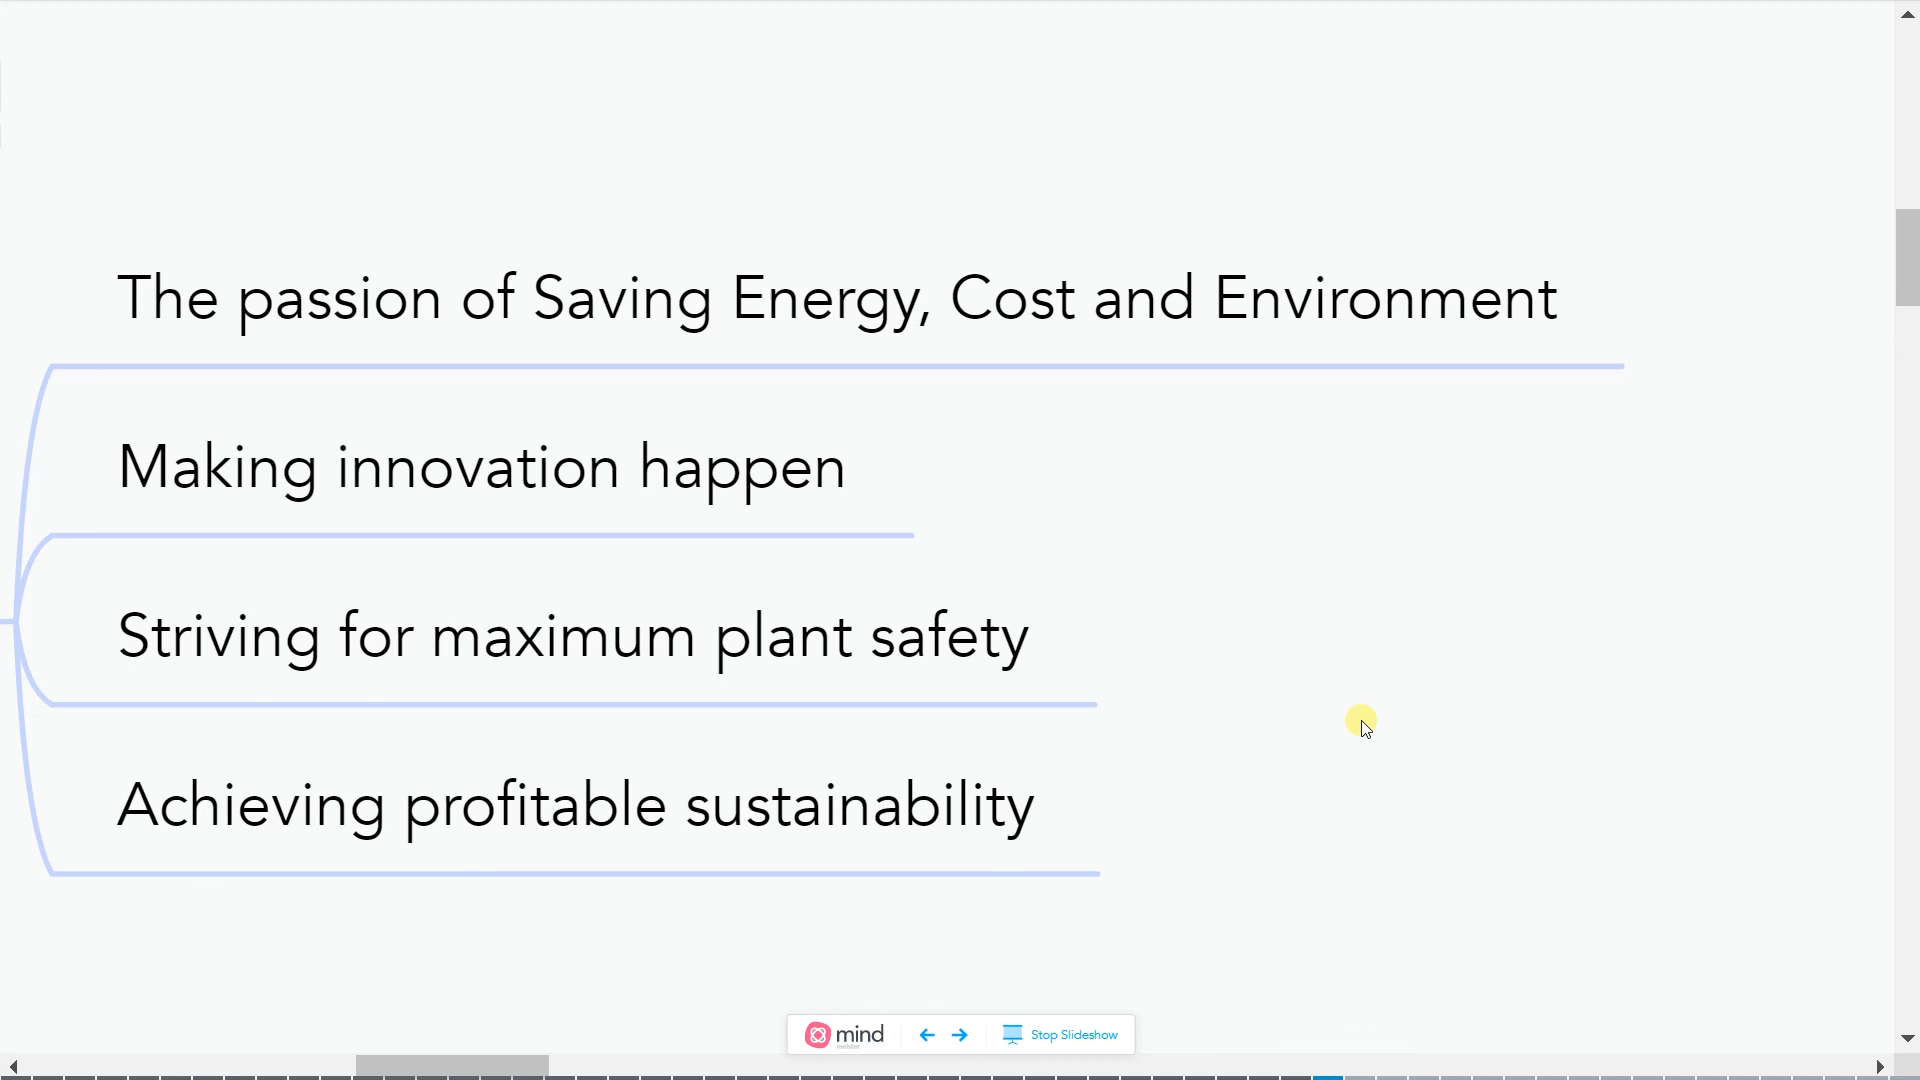 The passion of Saving Energy, Cost and Environment
Making innovation happen
Striving for maximum plant safety
Achieving profitable sustainability
mind
meister
Stop Slideshow